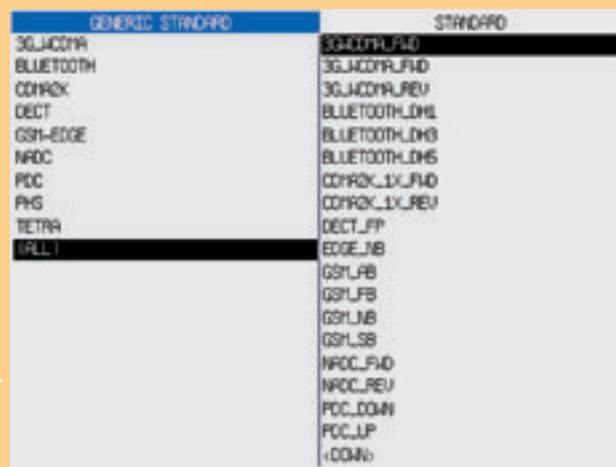 GENERIC STANDARD
3G_WCDMA
BLUETOOTH
CDMA2K
DECT
GSM-EDGE
NADC
PDC
PHS
TETRA
(ALL)
STANDARD
3GWCDMA_FWD
3G_WCDMA_FWD
3G_WCDMA_REV
BLUETOOTH_DH1
BLUETOOTH_DH3
BLUETOOTH_DH5
CDMA2K_1X_FWD
CDMA2K_1X_REV
DECT_FP
EDGE_NB
GSM_AB
GSM_FB
GSM_NB
GSM_SB
NADC_FWD
NADC_REV
PDC_DOWN
PDC_UP
<DOWN>